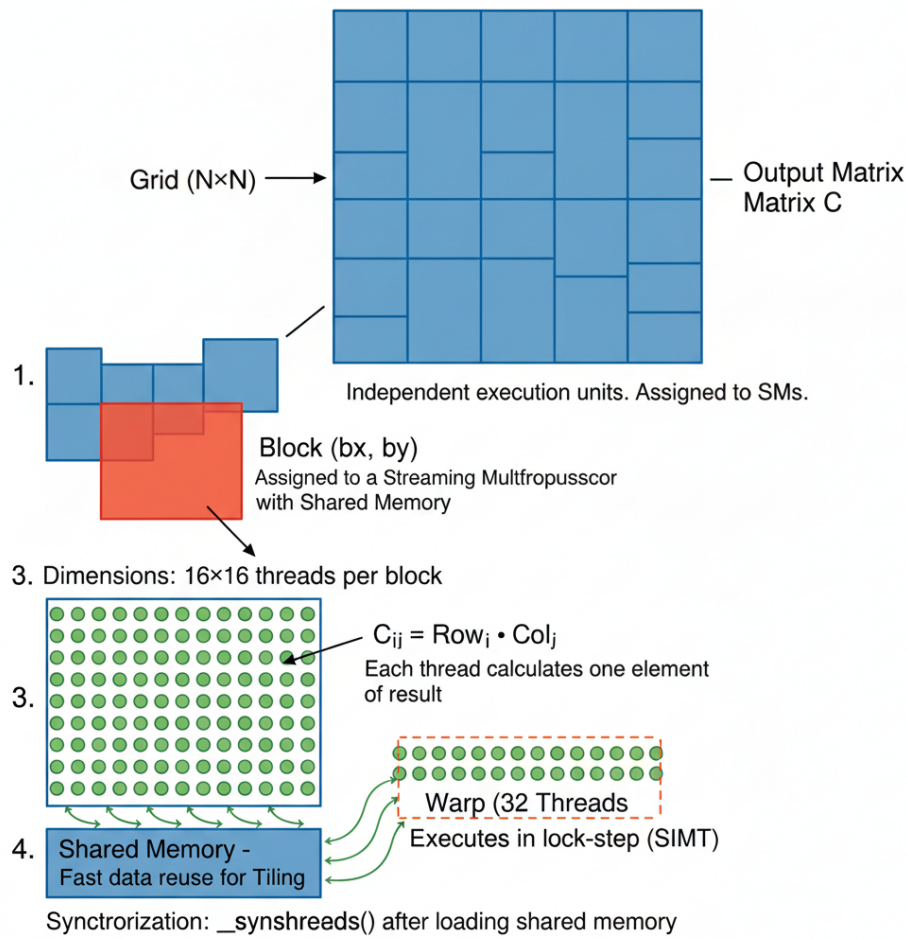 Grid (N×N)
Output Matrix
Matrix C
Independent execution units. Assigned to SMs.
1.
Block (bx, by)
Assigned to a Streaming Multfropusscor
with Shared Memory
3. Dimensions: 16×16 threads per block
Cij = Rowi • Colj
Each thread calculates one element
of result
3.
Warp (32 Threads
Executes in lock-step (SIMT)
4.
Shared Memory -
Fast data reuse for Tiling
Synctrorization: __synshreds() after loading shared memory